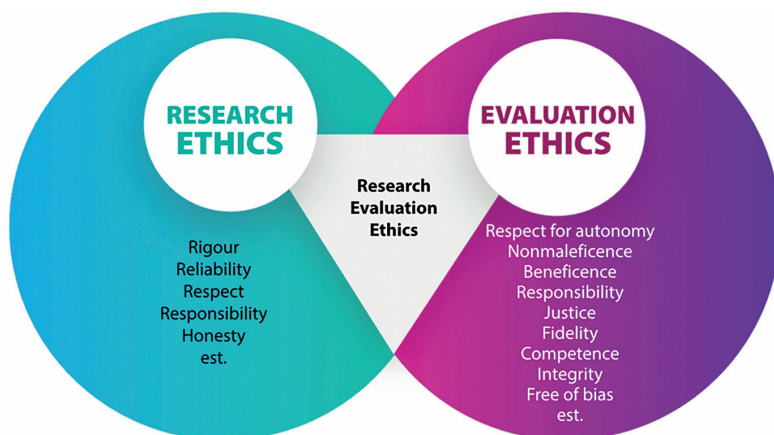 RESEARCH
ETHICS
Rigour
Reliability
Respect
Responsibility
Honesty
est.
Research
Evaluation
Ethics
EVALUATION
ETHICS
Respect for autonomy
Nonmaleficence
Beneficence
Responsibility
Justice
Fidelity
Competence
Integrity
Free of bias
est.